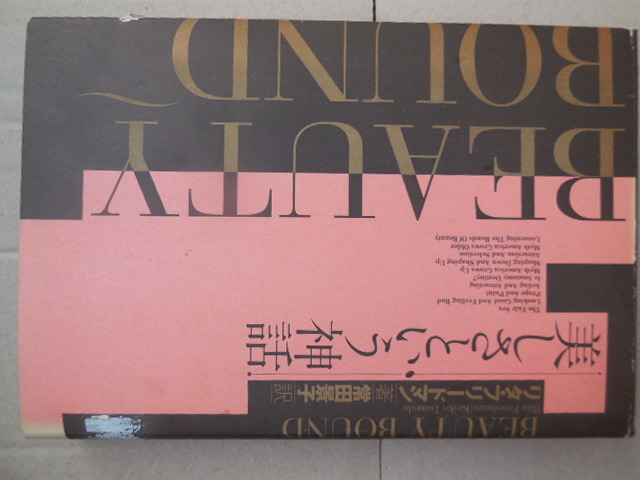 BEAUTY BOUND
Rita Freedman/Keiko Tsuneda
リタ・フリードマン 著
常田景子 訳
美しさという神話
The Fair Sex
Looking Good And Feeling Bad
Props And Paint
Acting And Attracting
Is Anatomy Destiny?
Myth America Grows Up
Shaping Down And Shaping Up
Attraction And Selection
Myth America Grows Older
Loosening The Bonds Of Beauty
BEAUTY
BOUND~